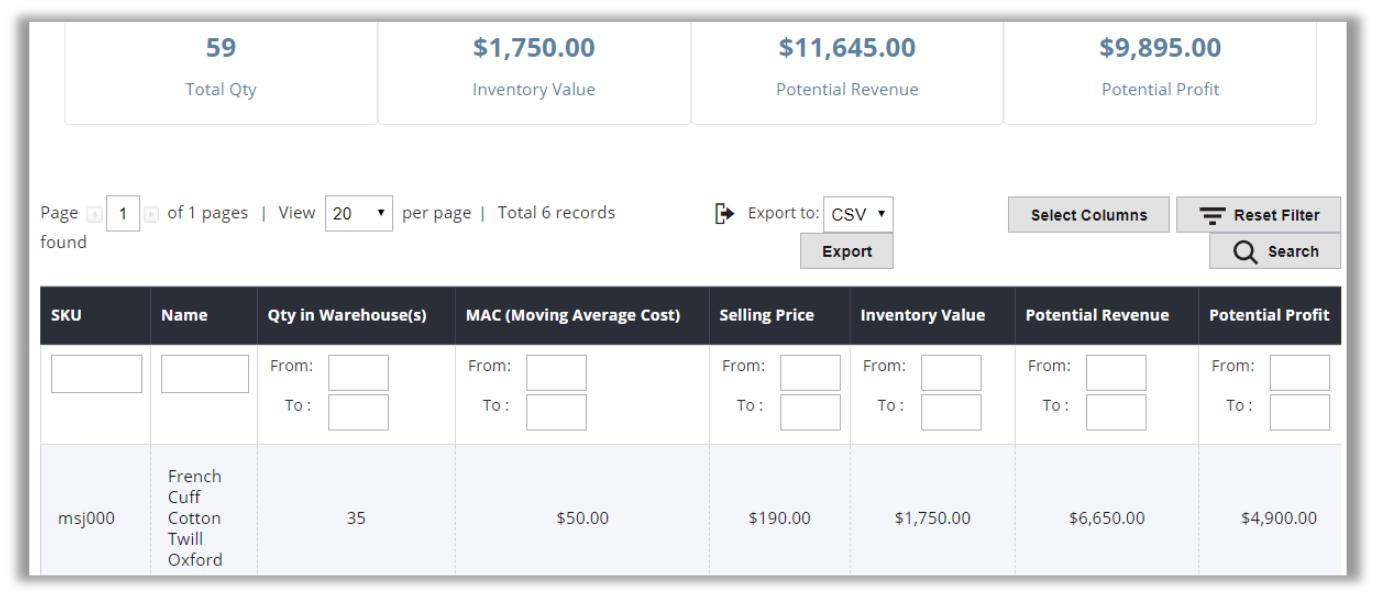 59 $1,750.00 $11,645.00 $9,895.00
Total Qty Inventory Value Potential Revenue Potential Profit
Page 1 of 1 pages | View 20 per page | Total 6 records Export to: CSV Select Columns Reset Filter
found Export Search
SKU Name Qty in Warehouse(s) MAC (Moving Average Cost) Selling Price Inventory Value Potential Revenue Potential Profit
From: From: From: From: From: From:
To : To : To : To : To : To :
French
Cuff
msj000 Cotton 35 $50.00 $190.00 $1,750.00 $6,650.00 $4,900.00
Twill
Oxford